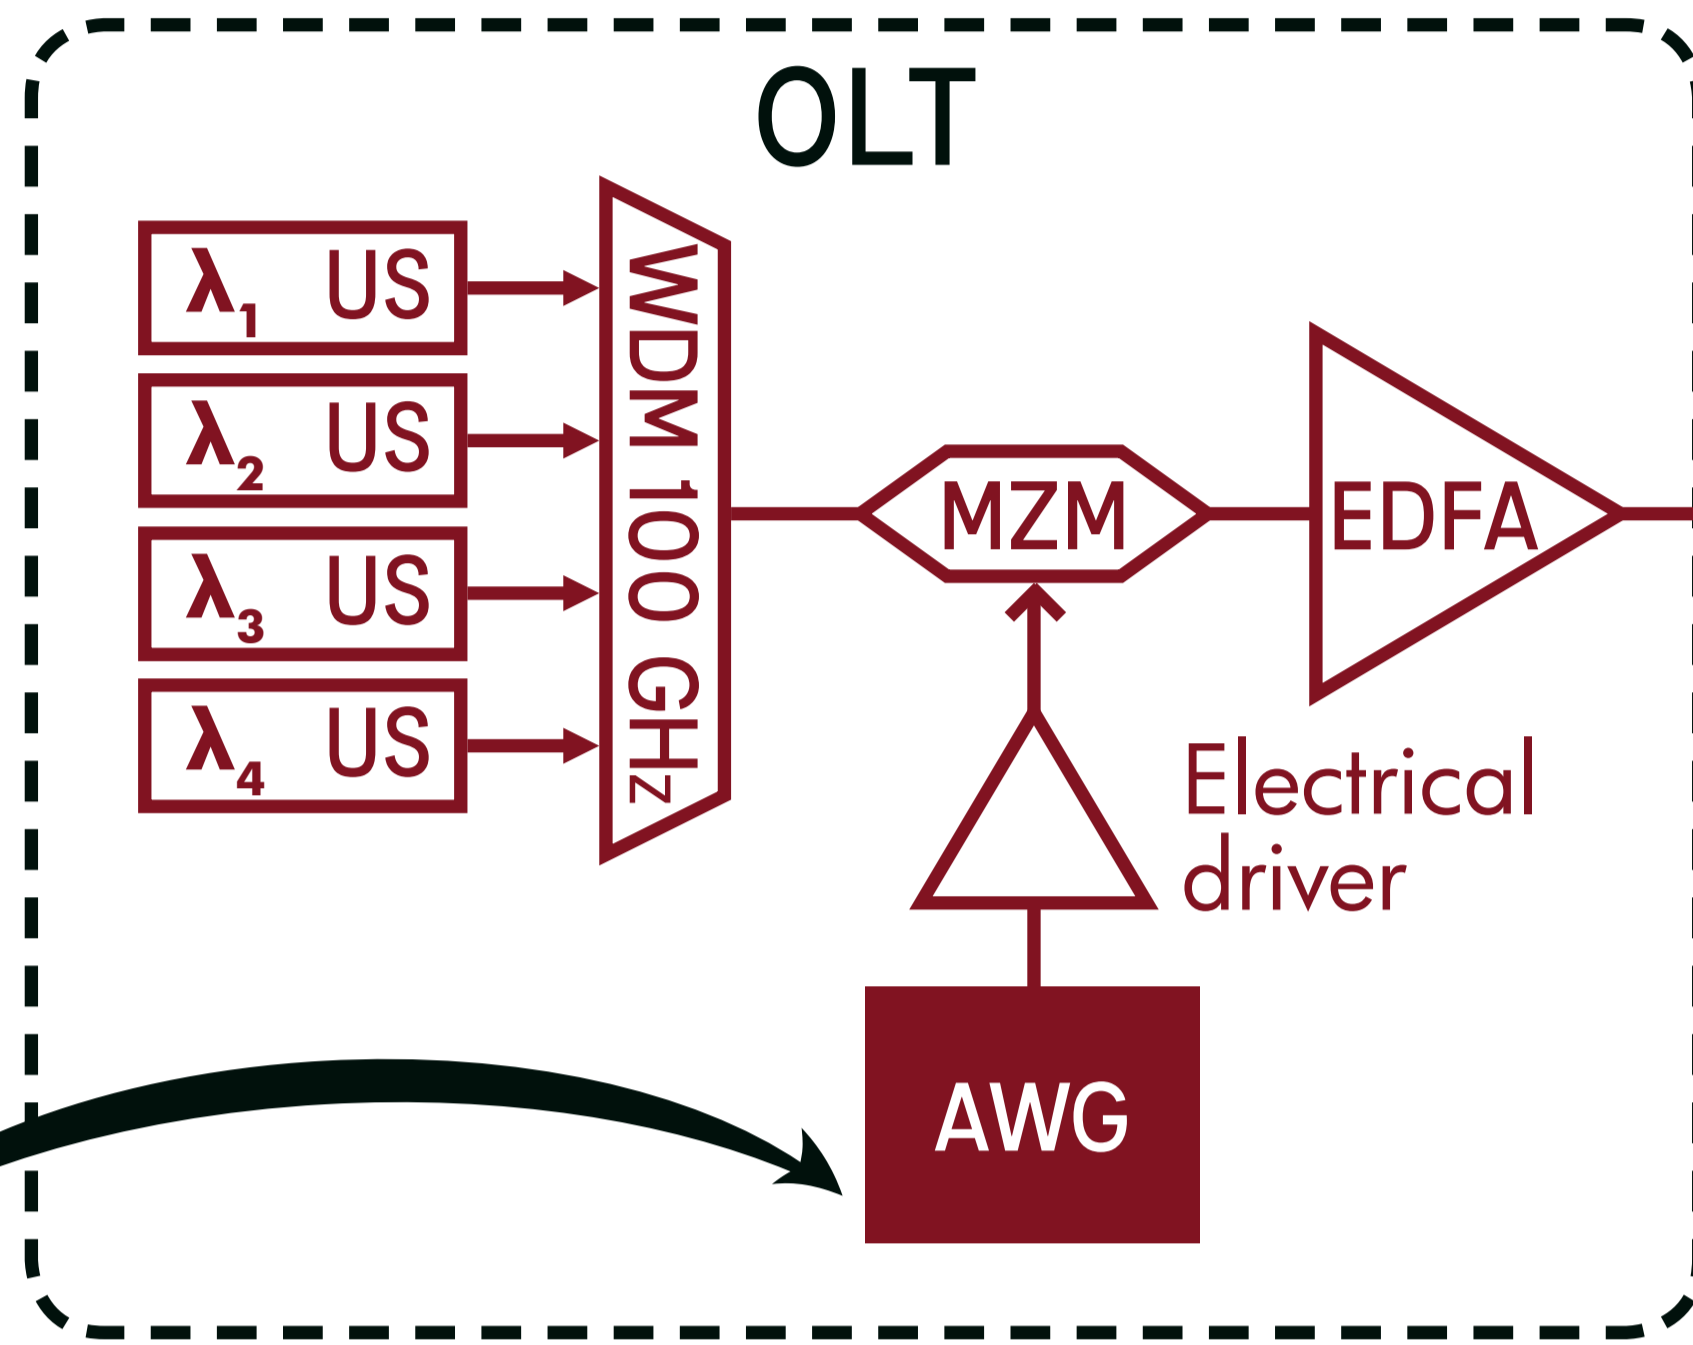 OLT
λ1 US
λ2 US
λ3 US
λ4 US
WDM 100 GHz
MZM
EDFA
Electrical
driver
AWG